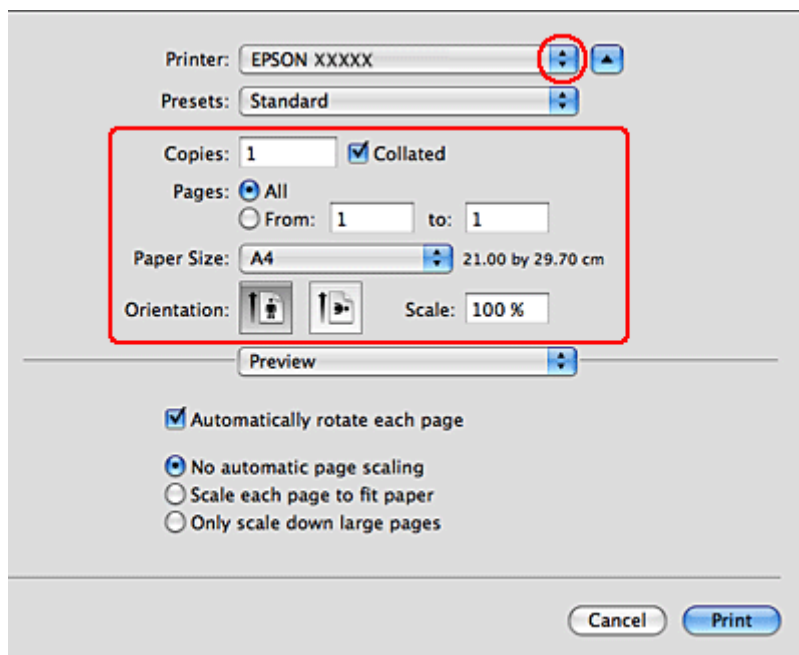 Printer: EPSON XXXXX
Presets: Standard
Copies: 1 Collated
Pages: All
From: 1 to: 1
Paper Size: A4 21.00 by 29.70 cm
Orientation: Scale: 100 %
Preview
Automatically rotate each page
No automatic page scaling
Scale each page to fit paper
Only scale down large pages
Cancel Print